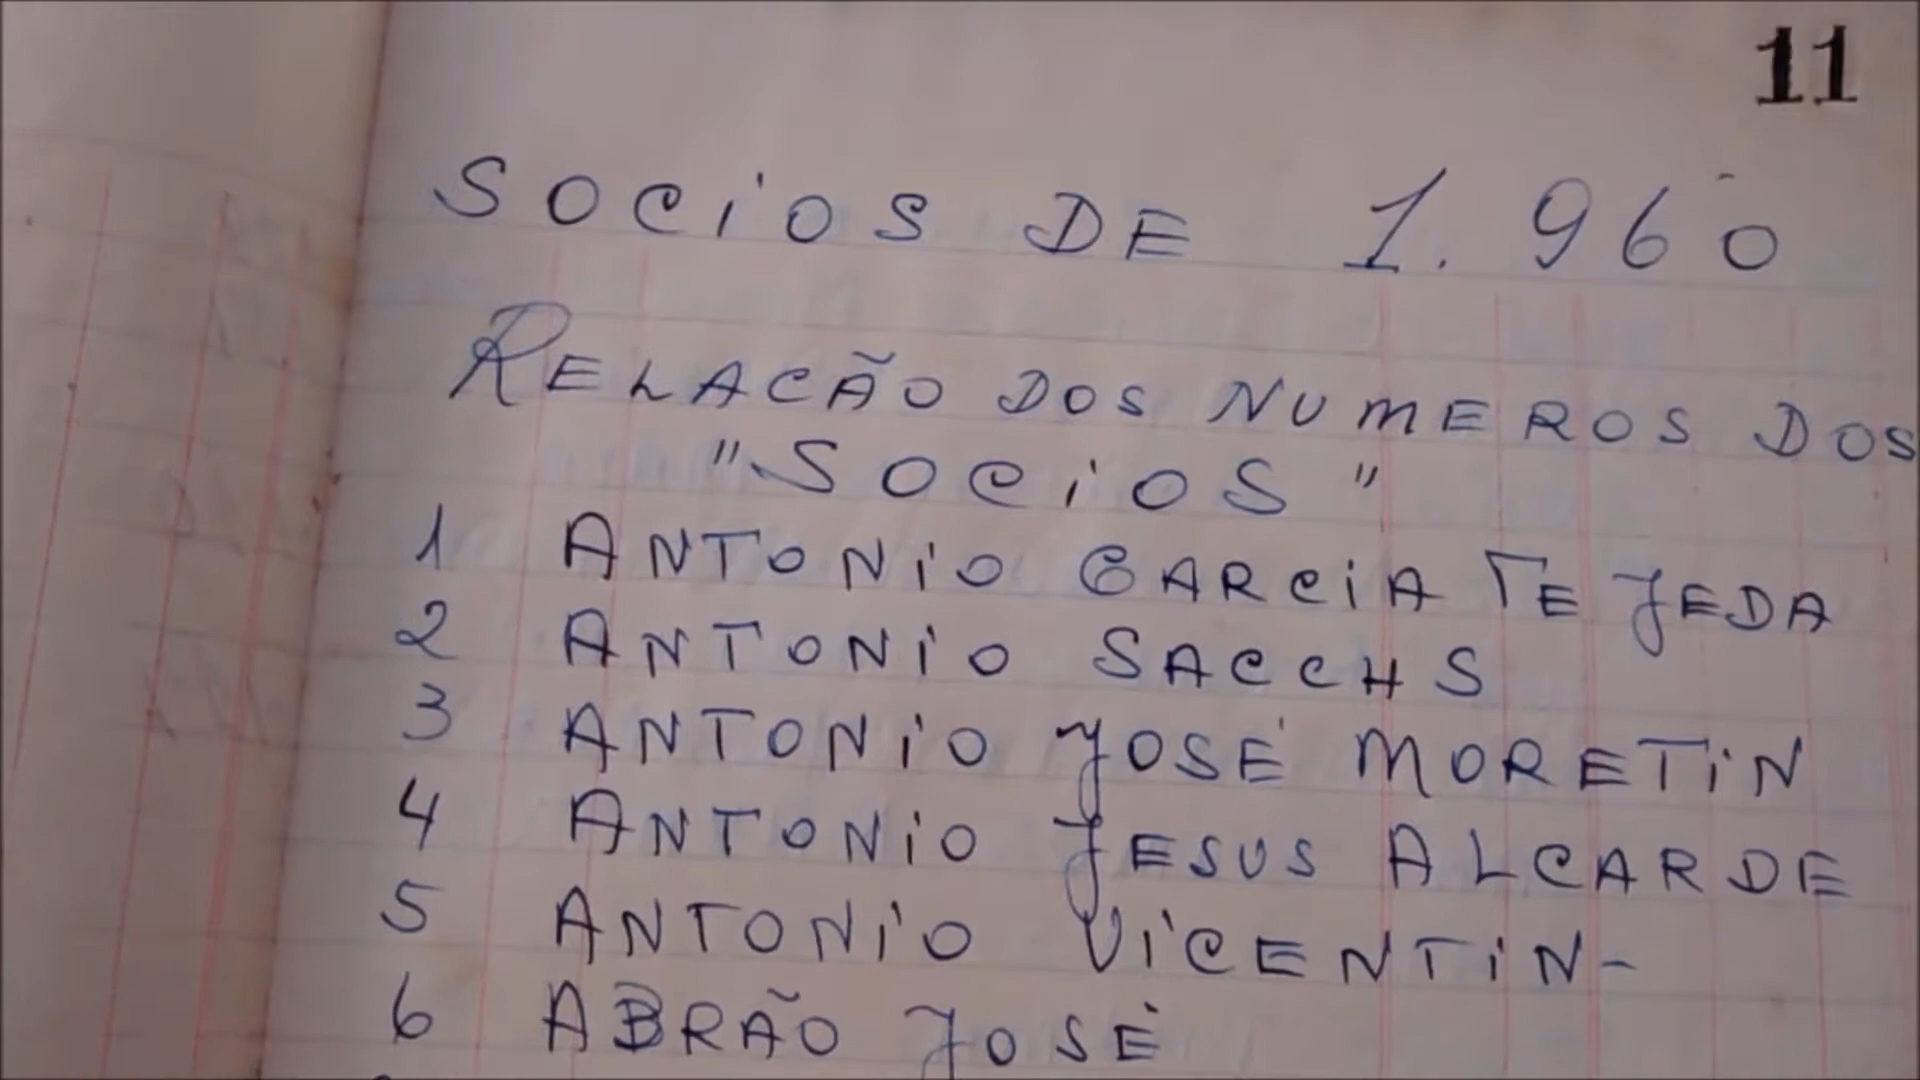 11
SOCiOS DE 1.960
RELACÃO DOS NUMEROS DOS
"SOCiOS"
1 ANTONiO GARCiA TEJEDA
2 ANTONiO SACCHS
3 ANTONiO JOSÉ MORETiN
4 ANTONiO JESUS ALCARDE
5 ANTONiO ViCENTiN-
6 ABRÃO JOSÉ